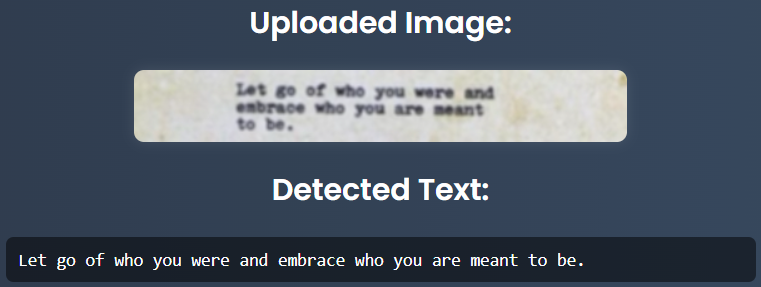 Uploaded Image:
Let go of who you were and
embrace who you are meant
to be.
Detected Text:
Let go of who you were and embrace who you are meant to be.